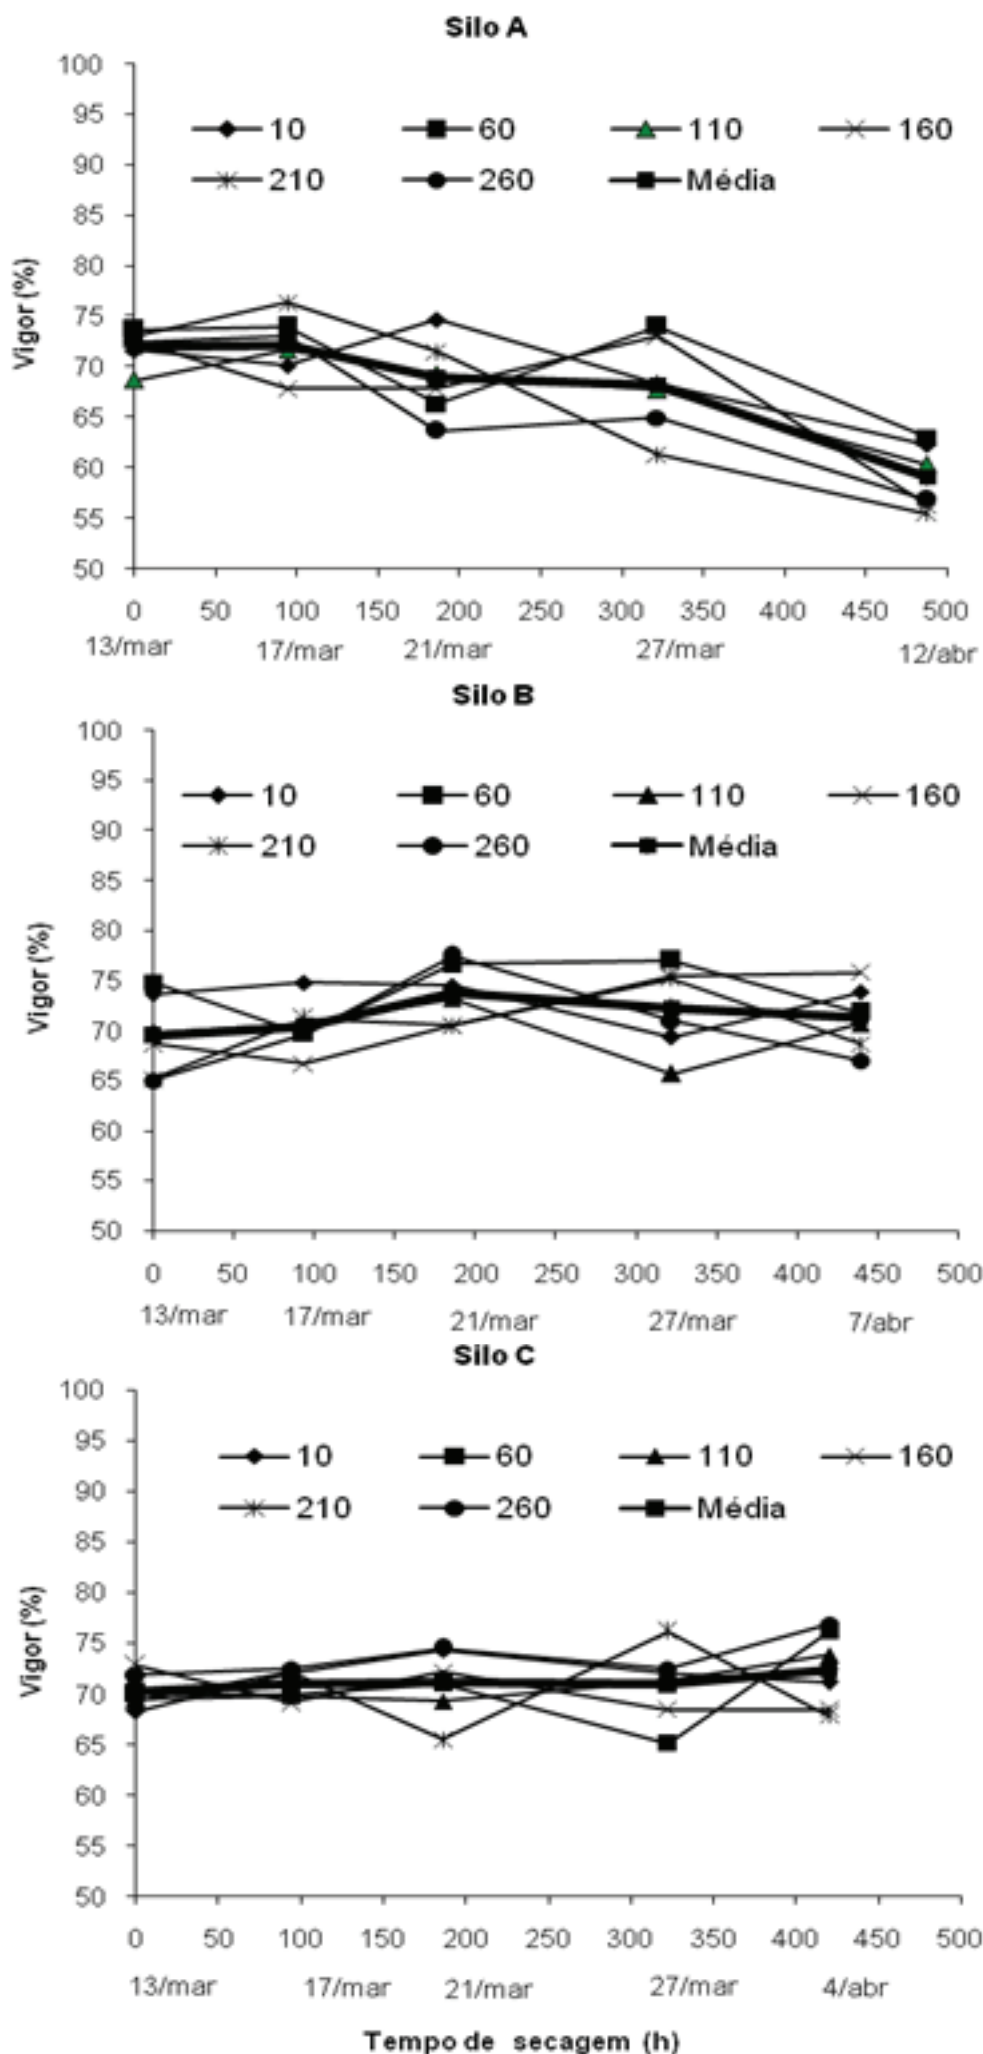 Silo A
100
95
90
85
80
75
70
65
60
55
50
Vigor (%)
10 60 110 160
210 260 Média
0 50 100 150 200 250 300 350 400 450 500
13/mar 17/mar 21/mar 27/mar 12/abr
Silo B
100
95
90
85
80
75
70
65
60
55
50
Vigor (%)
10 60 110 160
210 260 Média
0 50 100 150 200 250 300 350 400 450 500
13/mar 17/mar 21/mar 27/mar 7/abr
Silo C
100
95
90
85
80
75
70
65
60
55
50
Vigor (%)
10 60 110 160
210 260 Média
0 50 100 150 200 250 300 350 400 450 500
13/mar 17/mar 21/mar 27/mar 4/abr
Tempo de secagem (h)